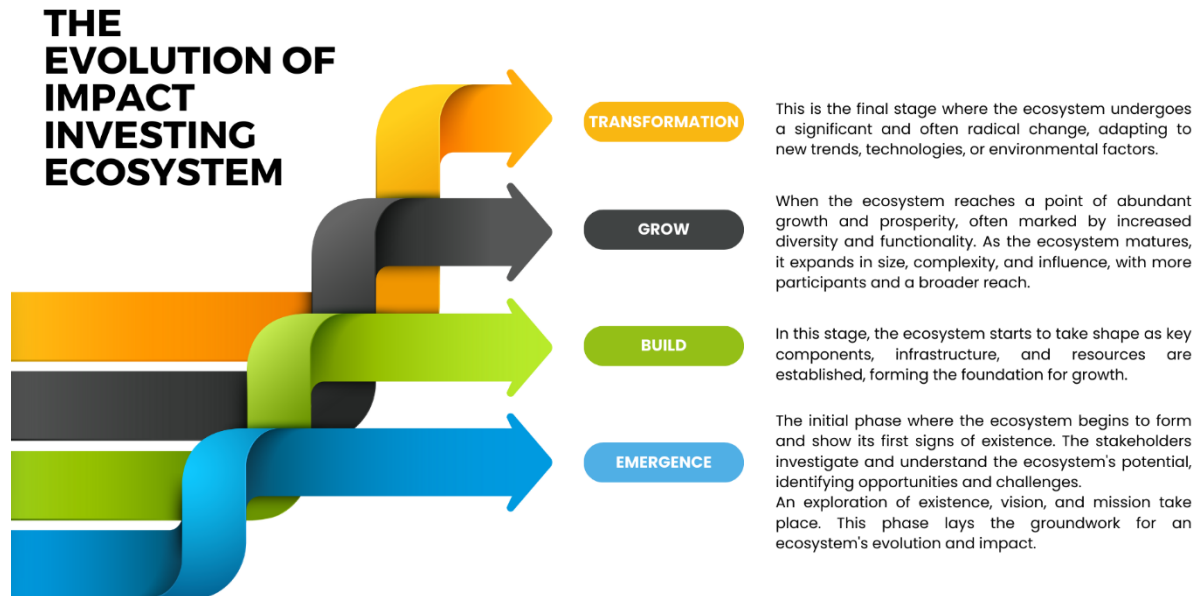 THE
EVOLUTION OF
IMPACT
INVESTING
ECOSYSTEM
TRANSFORMATION
This is the final stage where the ecosystem undergoes
a significant and often radical change, adapting to
new trends, technologies, or environmental factors.
GROW
When the ecosystem reaches a point of abundant
growth and prosperity, often marked by increased
diversity and functionality. As the ecosystem matures,
it expands in size, complexity, and influence, with more
participants and a broader reach.
BUILD
In this stage, the ecosystem starts to take shape as key
components, infrastructure, and resources are
established, forming the foundation for growth.
EMERGENCE
The initial phase where the ecosystem begins to form
and show its first signs of existence. The stakeholders
investigate and understand the ecosystem's potential,
identifying opportunities and challenges.
An exploration of existence, vision, and mission take
place. This phase lays the groundwork for an
ecosystem's evolution and impact.